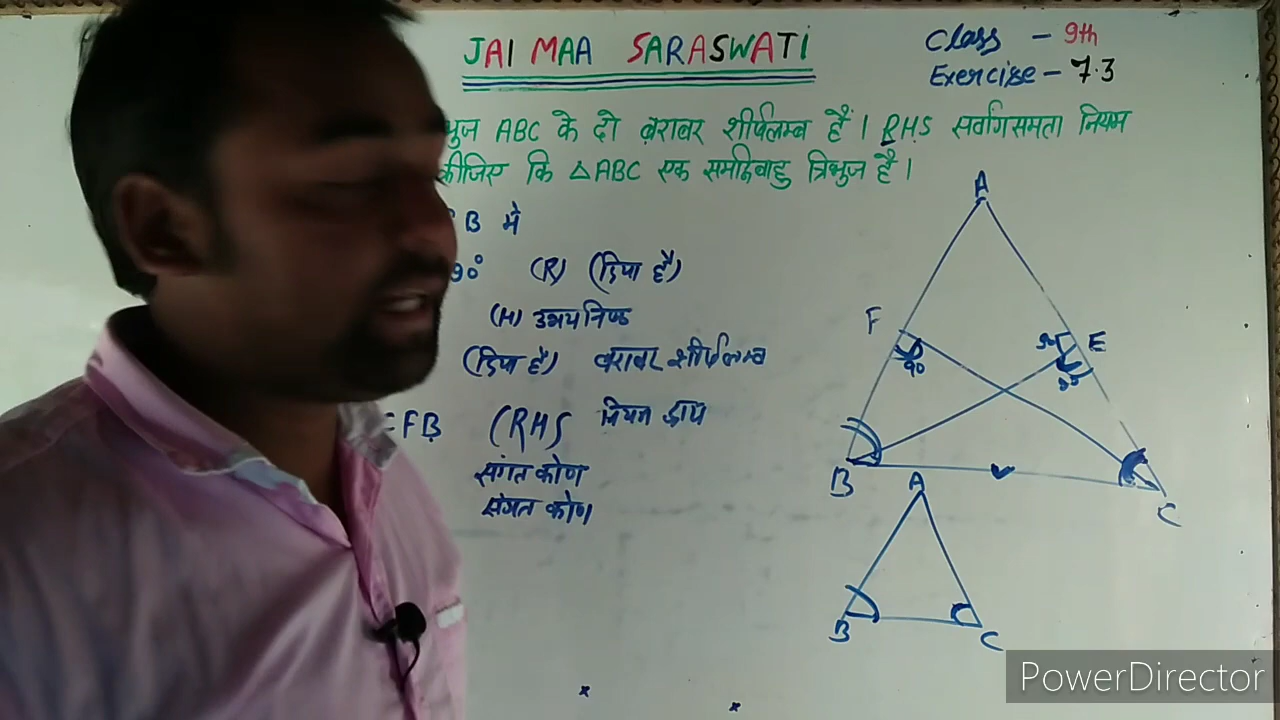 JAI MAA SARASWATI
Class - 9th
Exercise - 7.3
ABC के दो बराबर शीर्षलम्ब हैं। RHS सर्वांगसमता नियम
कीजिए कि △ABC एक समद्विबाहु त्रिभुज है।
B में
90° (R) (दिया है)
(H) उभयनिष्ठ
(दिया है) बराबर शीर्षलम्ब
FB (RHS नियम द्वारा
संगत कोण
संगत कोण
A
F
E
90
B
C
A
B
C
PowerDirector